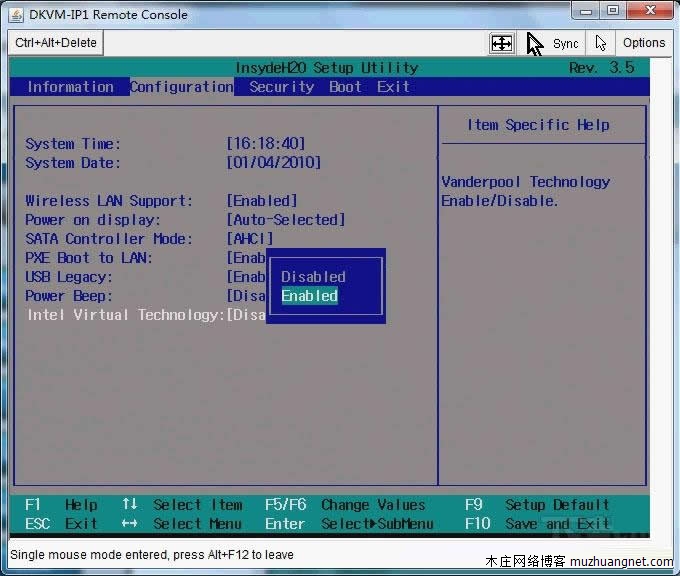 DKVM-IP1 Remote Console
Ctrl+Alt+Delete Sync Options
InsydeH2O Setup Utility Rev. 3.5
Information Configuration Security Boot Exit
Item Specific Help
System Time: [16:18:40]
System Date: [01/04/2010]
Vanderpool Technology
Enable/Disable.
Wireless LAN Support: [Enabled]
Power on display: [Auto-Selected]
SATA Controller Mode: [AHCI]
PXE Boot to LAN: [Enab
USB Legacy: [Enab
Disabled
Power Beep: [Disa
Enabled
Intel Virtual Technology:[Disa
F1 Help ↑↓ Select Item F5/F6 Change Values F9 Setup Default
ESC Exit ↔ Select Menu Enter Select▶SubMenu F10 Save and Exit
Single mouse mode entered, press Alt+F12 to leave
木庄网络博客 muzhuangnet.com